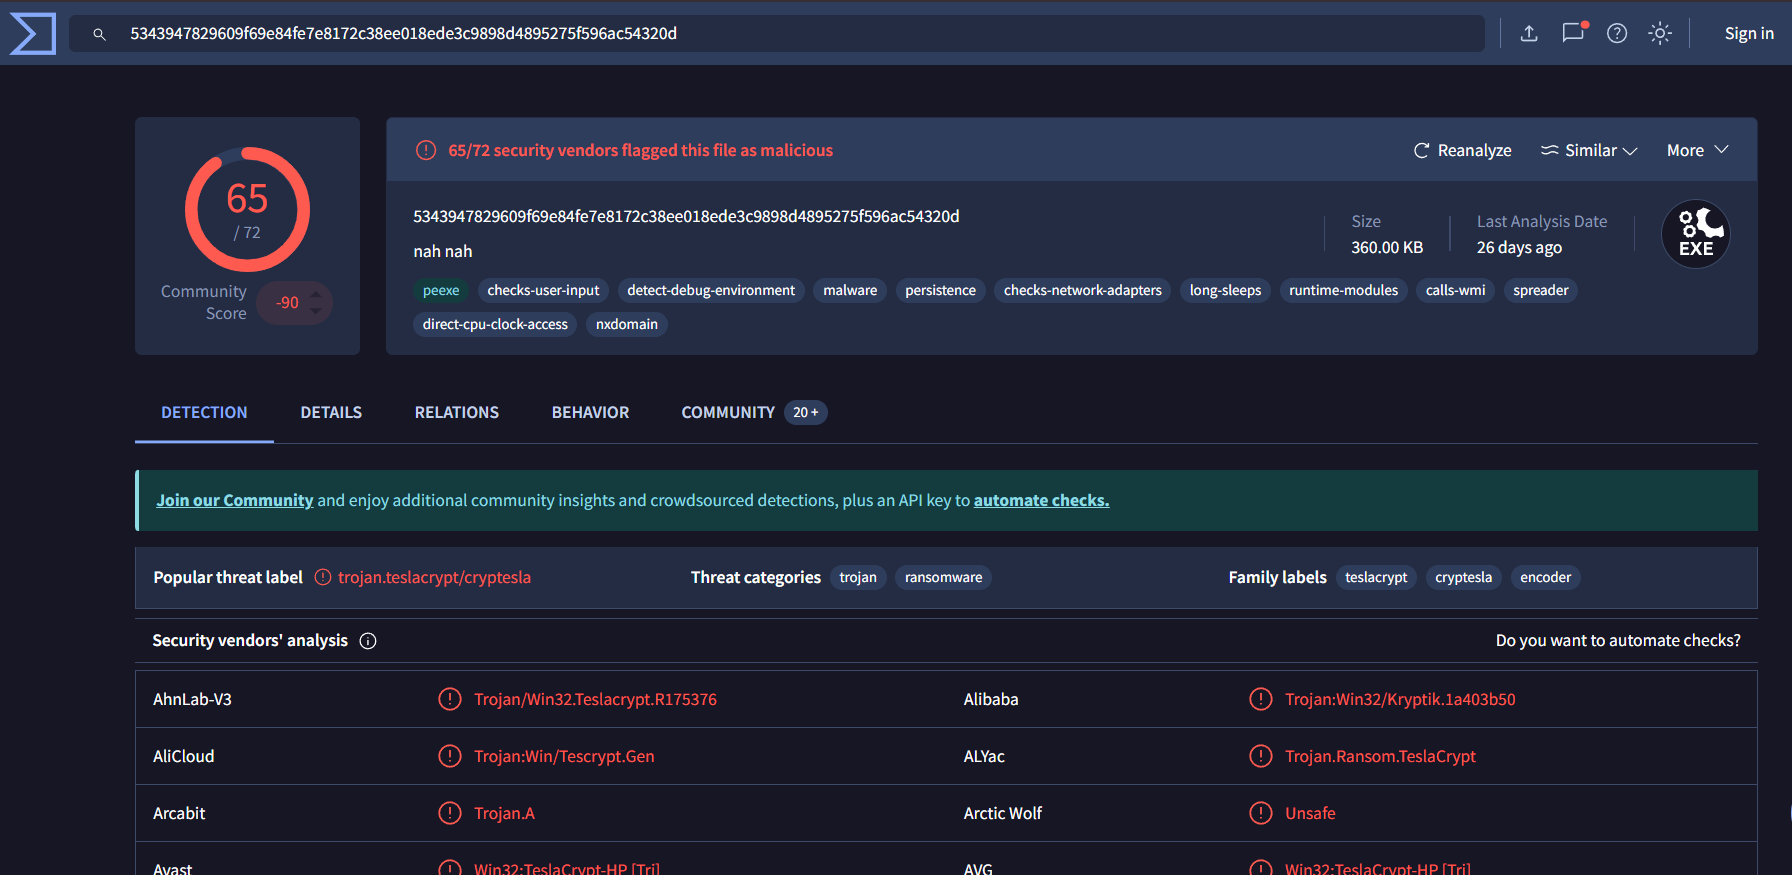 5343947829609f69e84fe7e8172c38ee018ede3c9898d4895275f596ac54320d
Sign in
65
/ 72
Community Score
-90
65/72 security vendors flagged this file as malicious
Reanalyze
Similar
More
5343947829609f69e84fe7e8172c38ee018ede3c9898d4895275f596ac54320d
nah nah
Size
360.00 KB
Last Analysis Date
26 days ago
EXE
peexe checks-user-input detect-debug-environment malware persistence checks-network-adapters long-sleeps runtime-modules calls-wmi spreader
direct-cpu-clock-access nxdomain
DETECTION DETAILS RELATIONS BEHAVIOR COMMUNITY 20+
Join our Community and enjoy additional community insights and crowdsourced detections, plus an API key to automate checks.
Popular threat label trojan.teslacrypt/cryptesla Threat categories trojan ransomware Family labels teslacrypt cryptesla encoder
Security vendors' analysis Do you want to automate checks?
AhnLab-V3 Trojan/Win32.Teslacrypt.R175376 Alibaba Trojan:Win32/Kryptik.1a403b50
AliCloud Trojan:Win/Tescrypt.Gen ALYac Trojan.Ransom.TeslaCrypt
Arcabit Trojan.A Arctic Wolf Unsafe
Avast Win32:TeslaCrypt-HP [Trj] AVG Win32:TeslaCrypt-HP [Trj]